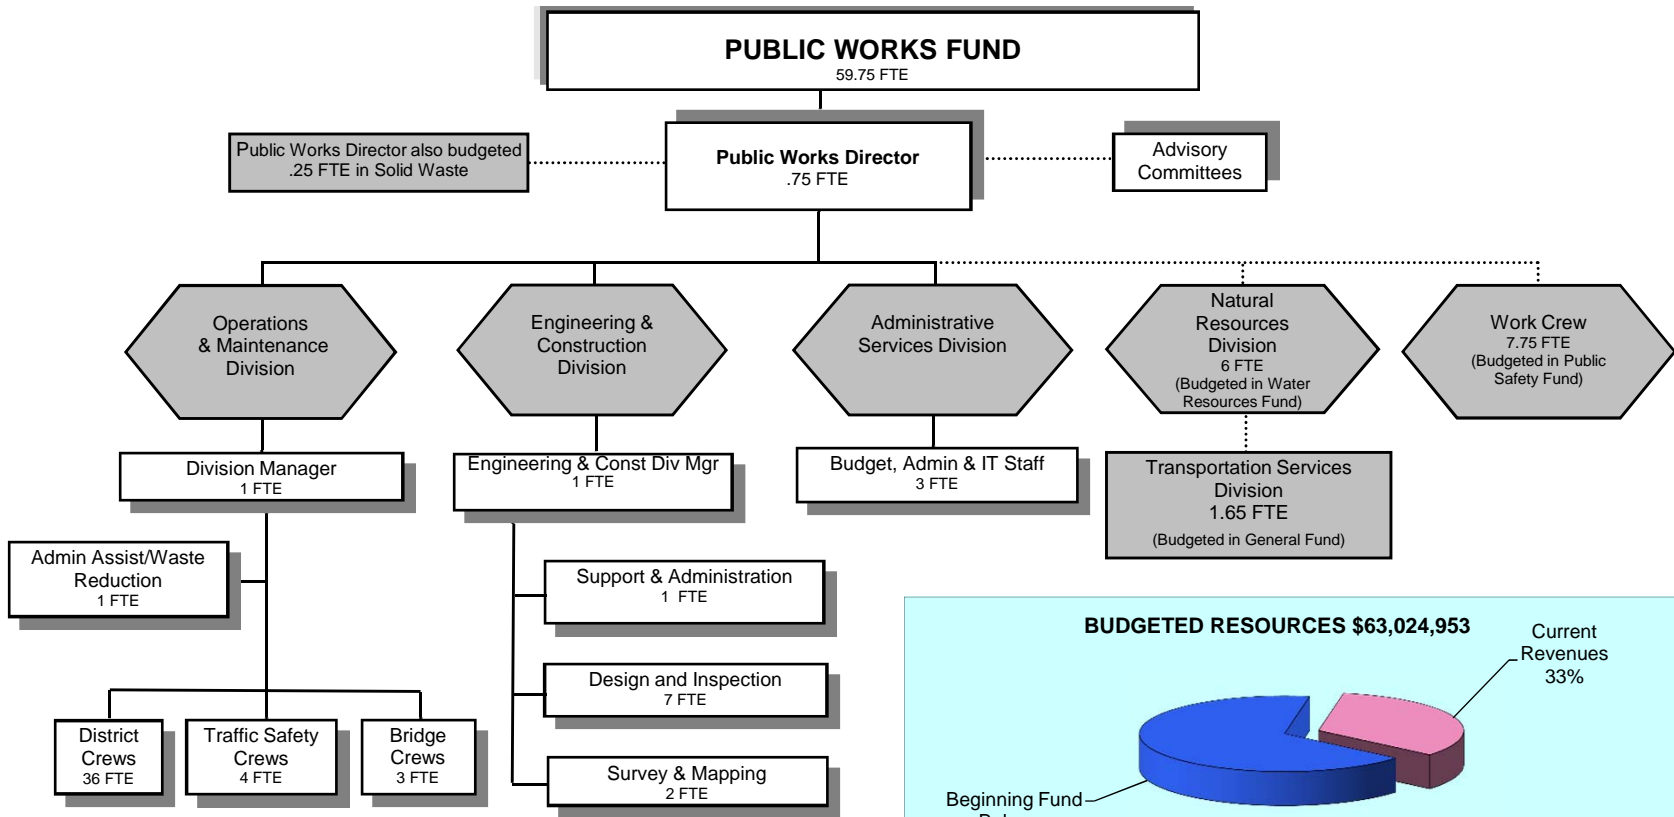 PUBLIC WORKS FUND
59.75 FTE
Public Works Director also budgeted
.25 FTE in Solid Waste
Public Works Director
.75 FTE
Advisory
Committees
Operations
& Maintenance
Division
Engineering &
Construction
Division
Administrative
Services Division
Natural
Resources
Division
6 FTE
(Budgeted in Water
Resources Fund)
Work Crew
7.75 FTE
(Budgeted in Public
Safety Fund)
Division Manager
1 FTE
Engineering & Const Div Mgr
1 FTE
Budget, Admin & IT Staff
3 FTE
Transportation Services
Division
1.65 FTE
(Budgeted in General Fund)
Admin Assist/Waste
Reduction
1 FTE
Support & Administration
1 FTE
Design and Inspection
7 FTE
Survey & Mapping
2 FTE
District
Crews
36 FTE
Traffic Safety
Crews
4 FTE
Bridge
Crews
3 FTE
BUDGETED RESOURCES $63,024,953
Current
Revenues
33%
Beginning Fund